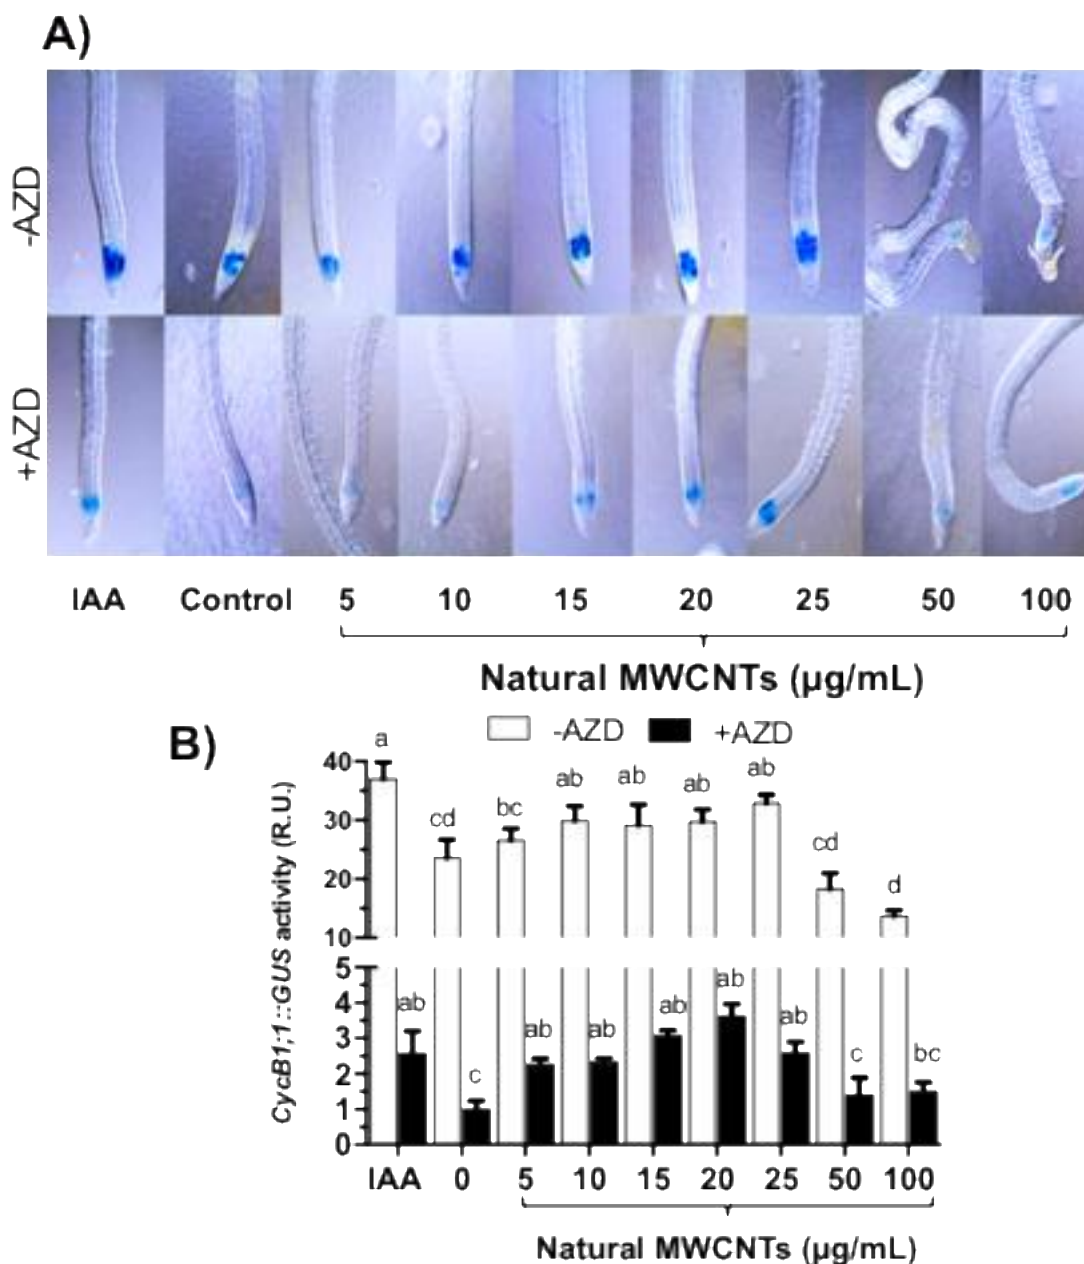 A)
-AZD
+AZD
IAA Control 5 10 15 20 25 50 100
Natural MWCNTs (µg/mL)
B)
-AZD +AZD
CycB1;1::GUS activity (R.U.)
40
30
20
10
5
4
3
2
1
0
a
cd
bc
ab
ab
ab
ab
cd
d
ab
c
ab
ab
ab
ab
ab
c
bc
IAA 0 5 10 15 20 25 50 100
Natural MWCNTs (µg/mL)